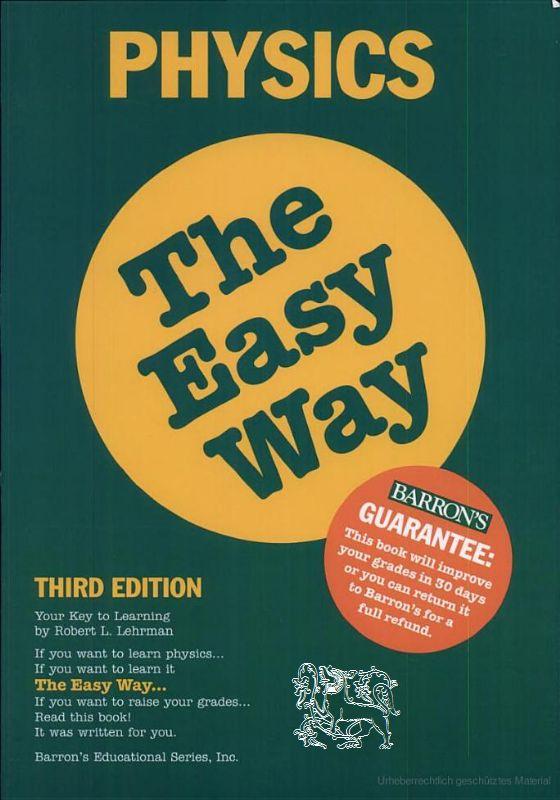 PHYSICS
The
Easy
Way
BARRON'S
GUARANTEE:
This book will improve
your grades in 30 days
or you can return it
to Barron's for a
full refund.
THIRD EDITION
Your Key to Learning
by Robert L. Lehrman
If you want to learn physics...
If you want to learn it
The Easy Way...
If you want to raise your grades...
Read this book!
It was written for you.
Barron's Educational Series, Inc.
Urheberrechtlich geschütztes Material